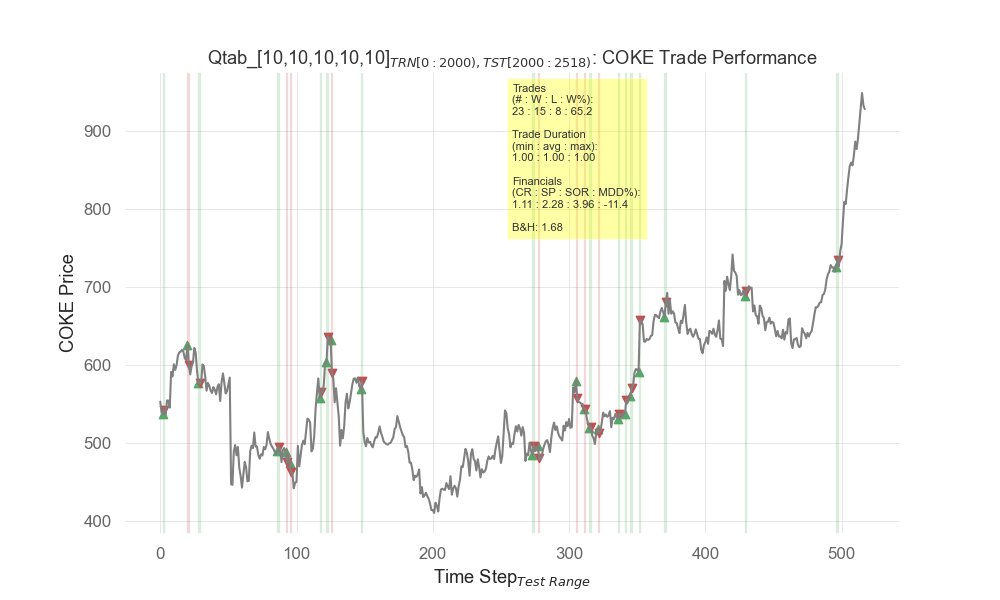 Qtab_[10,10,10,10,10]TRN[0 : 2000), TST[2000 : 2518) : COKE Trade Performance
Trades
(# : W : L : W%):
23 : 15 : 8 : 65.2
Trade Duration
(min : avg : max):
1.00 : 1.00 : 1.00
Financials
(CR : SP : SOR : MDD%):
1.11 : 2.28 : 3.96 : -11.4
B&H: 1.68
COKE Price
900
800
700
600
500
400
0 100 200 300 400 500
Time Step Test Range